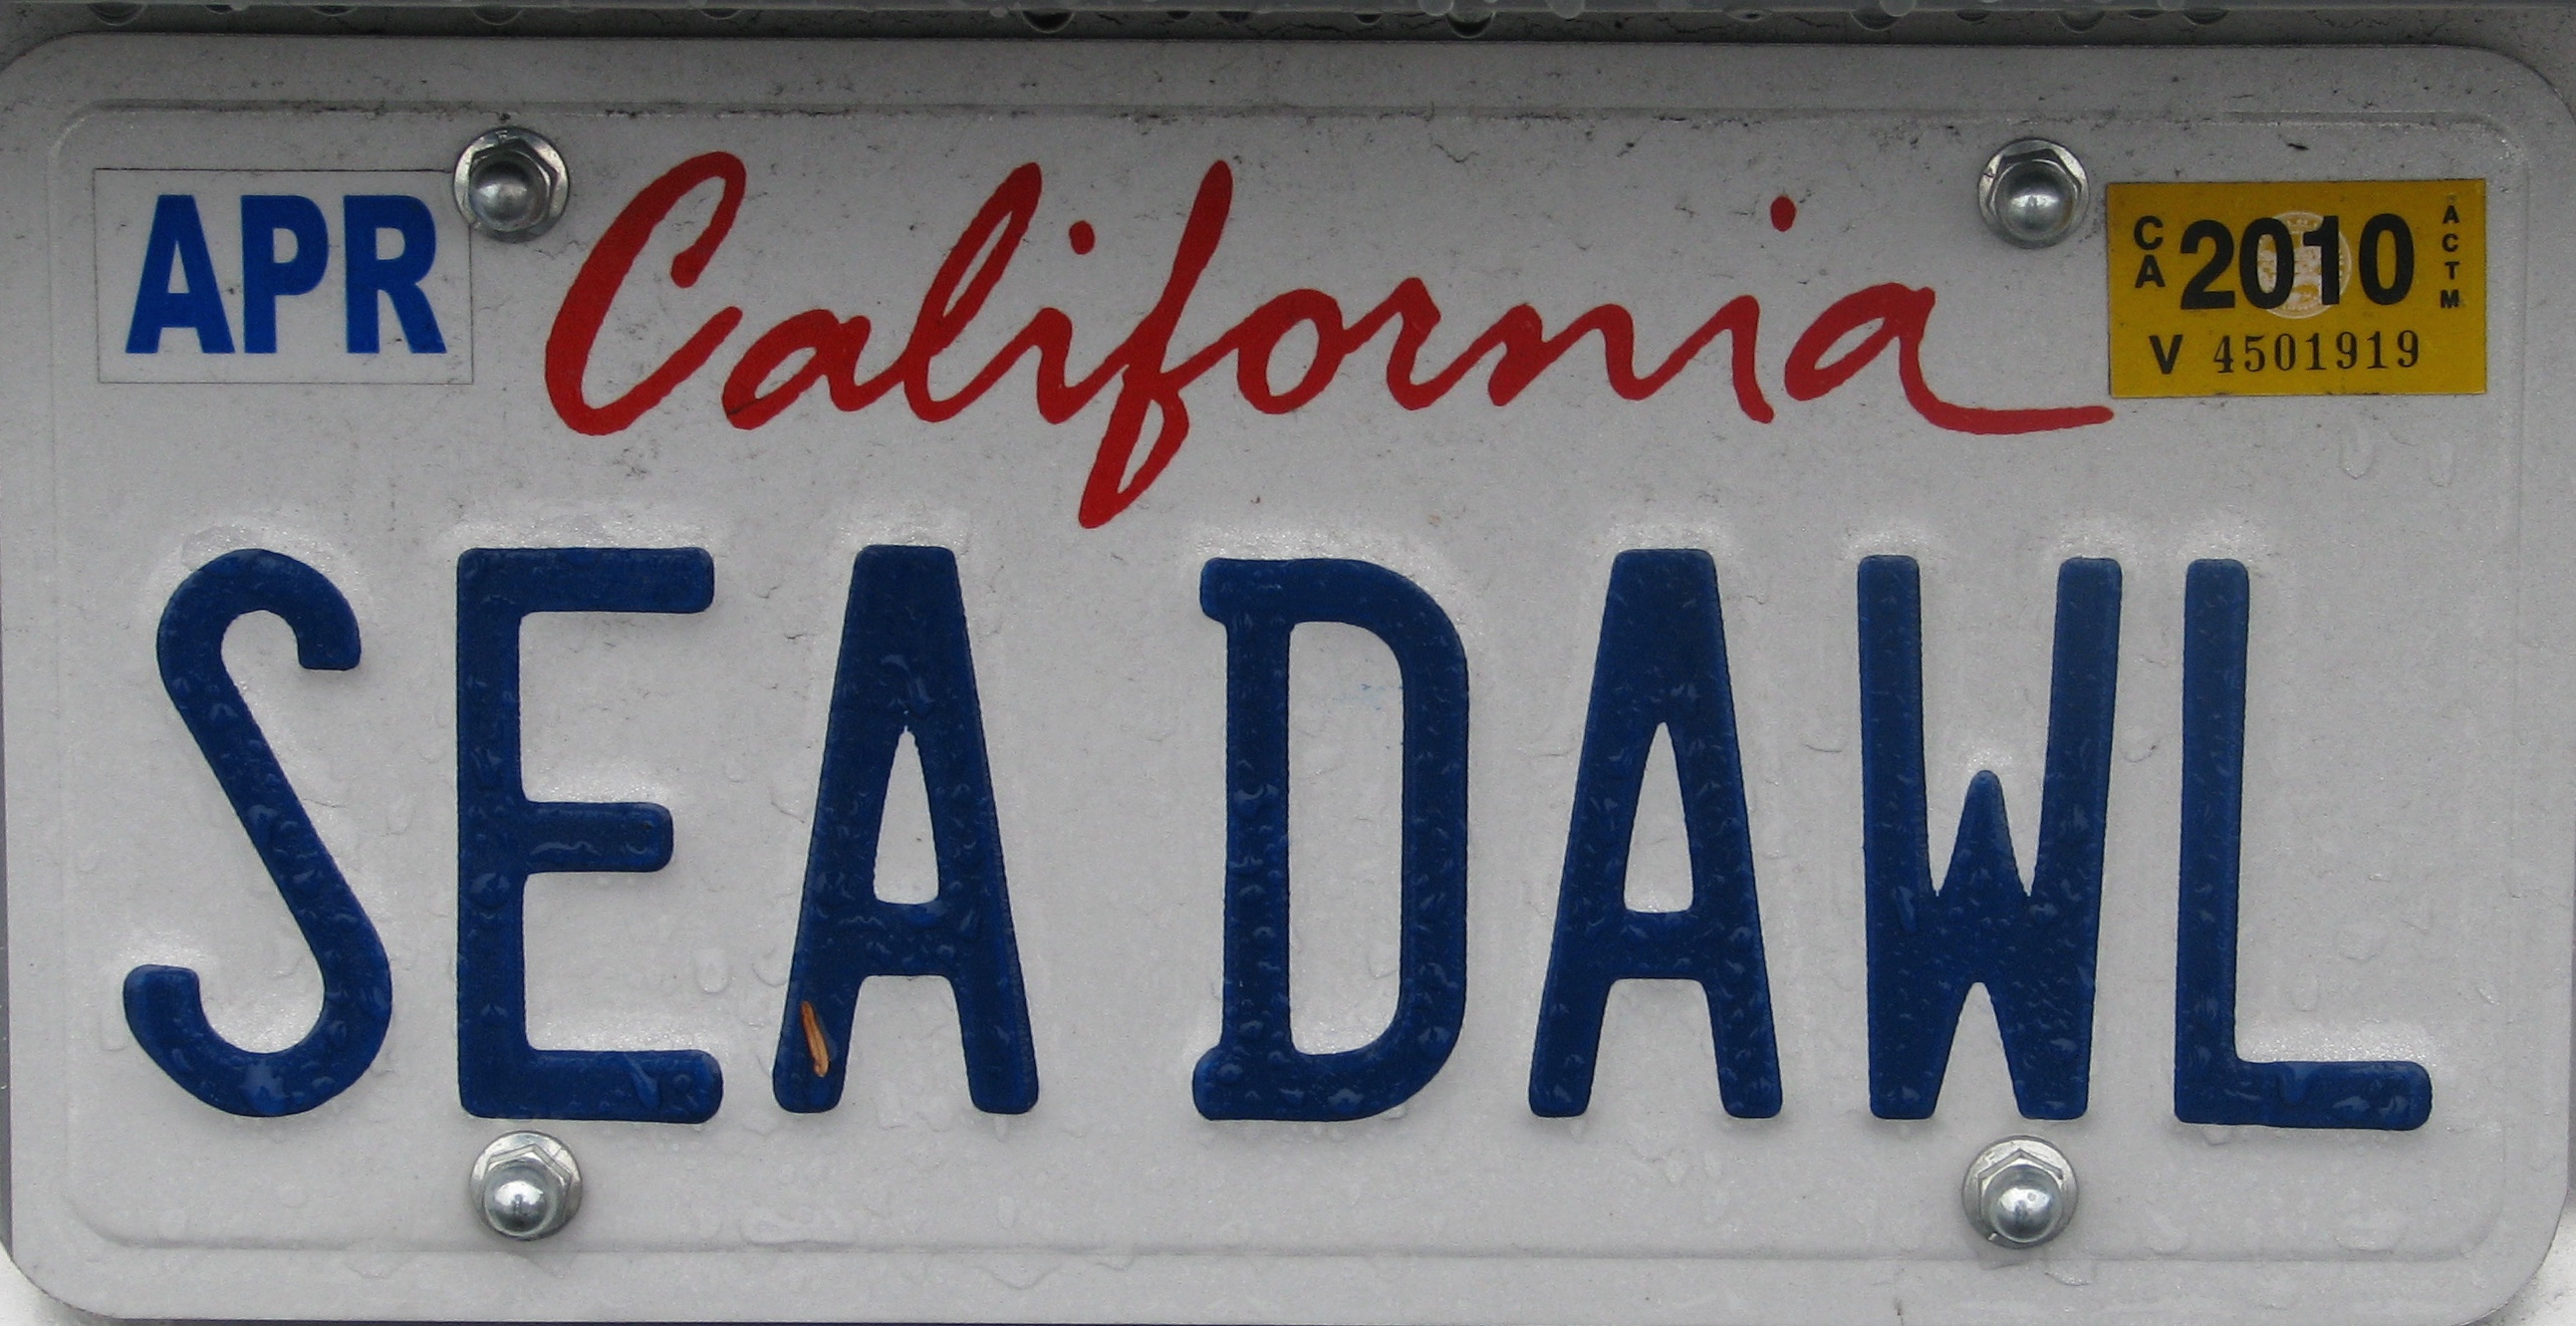 APR California CA 2010 ACTM
V 4501919
SEA DAWL